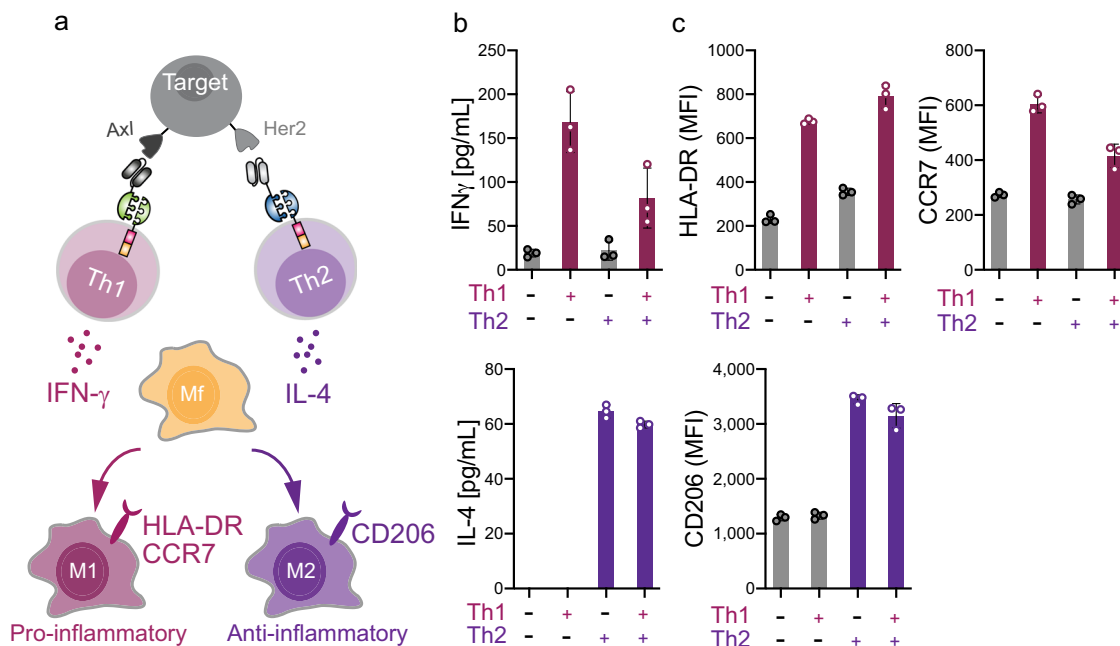 a
Target
Axl
Her2
Th1
Th2
IFN-γ
Mf
IL-4
HLA-DR
CCR7
CD206
M1
M2
Pro-inflammatory
Anti-inflammatory
b
IFNγ [pg/mL]
250
200
150
100
50
0
Th1 - + - +
Th2 - - + +
IL-4 [pg/mL]
80
60
40
20
0
Th1 - + - +
Th2 - - + +
c
HLA-DR (MFI)
1000
800
600
400
200
0
Th1 - + - +
Th2 - - + +
CCR7 (MFI)
800
600
400
200
0
Th1 - + - +
Th2 - - + +
CD206 (MFI)
4,000
3,000
2,000
1,000
0
Th1 - + - +
Th2 - - + +